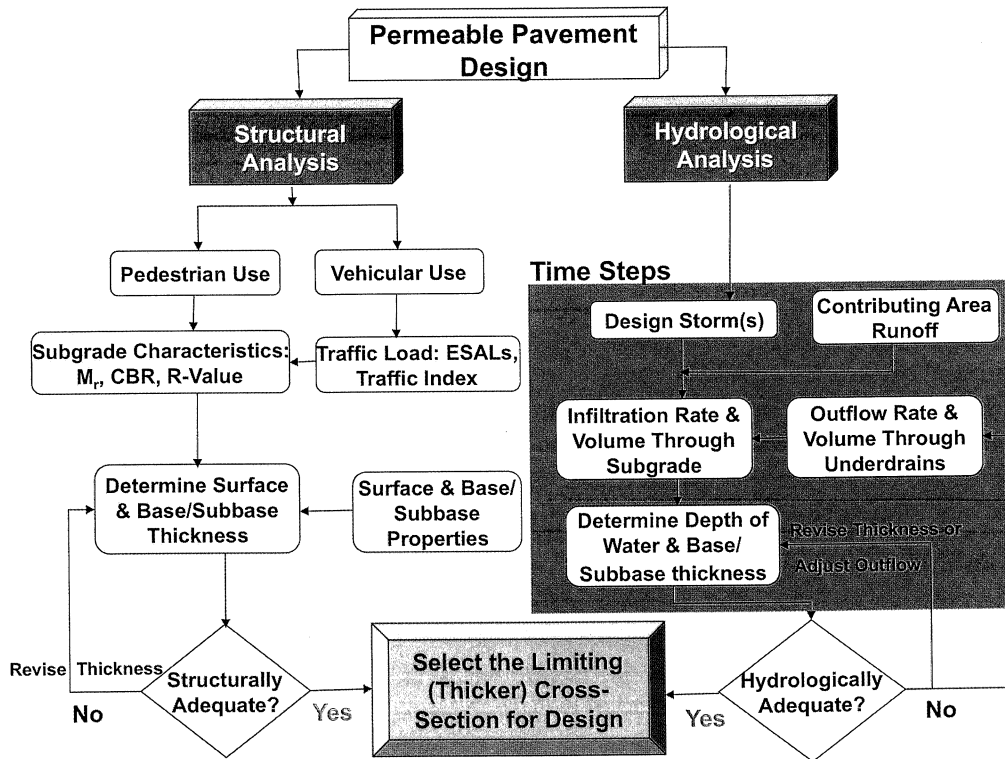 Permeable Pavement
Design
Structural
Analysis
Hydrological
Analysis
Pedestrian Use
Vehicular Use
Subgrade Characteristics:
Mr, CBR, R-Value
Traffic Load: ESALs,
Traffic Index
Determine Surface
& Base/Subbase
Thickness
Surface & Base/
Subbase
Properties
Revise Thickness
Structurally
Adequate?
No
Yes
Time Steps
Design Storm(s)
Contributing Area
Runoff
Infiltration Rate &
Volume Through
Subgrade
Outflow Rate &
Volume Through
Underdrains
Determine Depth of
Water & Base/
Subbase thickness
Revise Thickness or
Adjust Outflow
Hydrologically
Adequate?
Yes
No
Select the Limiting
(Thicker) Cross-
Section for Design